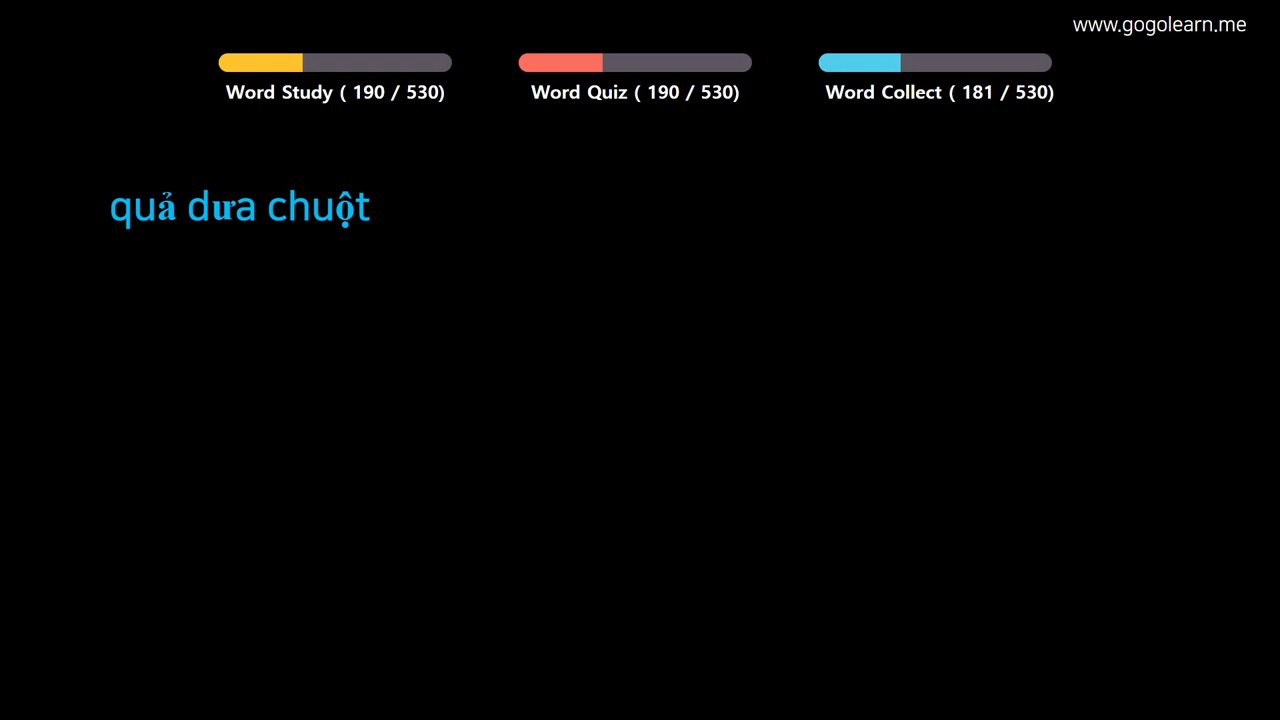 www.gogolearn.me
Word Study ( 190 / 530) Word Quiz ( 190 / 530) Word Collect ( 181 / 530)
quả dưa chuột